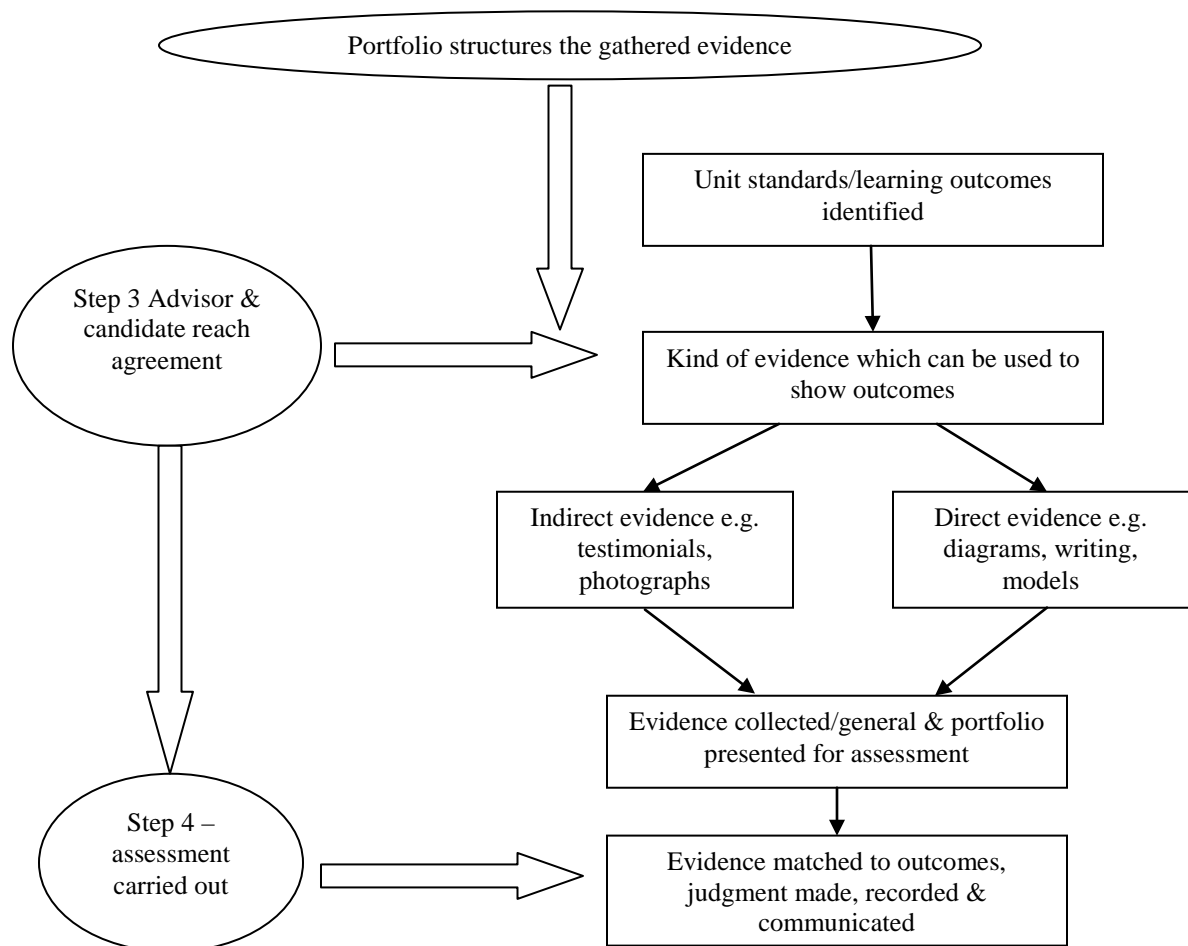 Portfolio structures the gathered evidence
Unit standards/learning outcomes
identified
Step 3 Advisor &
candidate reach
agreement
Kind of evidence which can be used to
show outcomes
Indirect evidence e.g.
testimonials,
photographs
Direct evidence e.g.
diagrams, writing,
models
Evidence collected/general & portfolio
presented for assessment
Step 4 –
assessment
carried out
Evidence matched to outcomes,
judgment made, recorded &
communicated